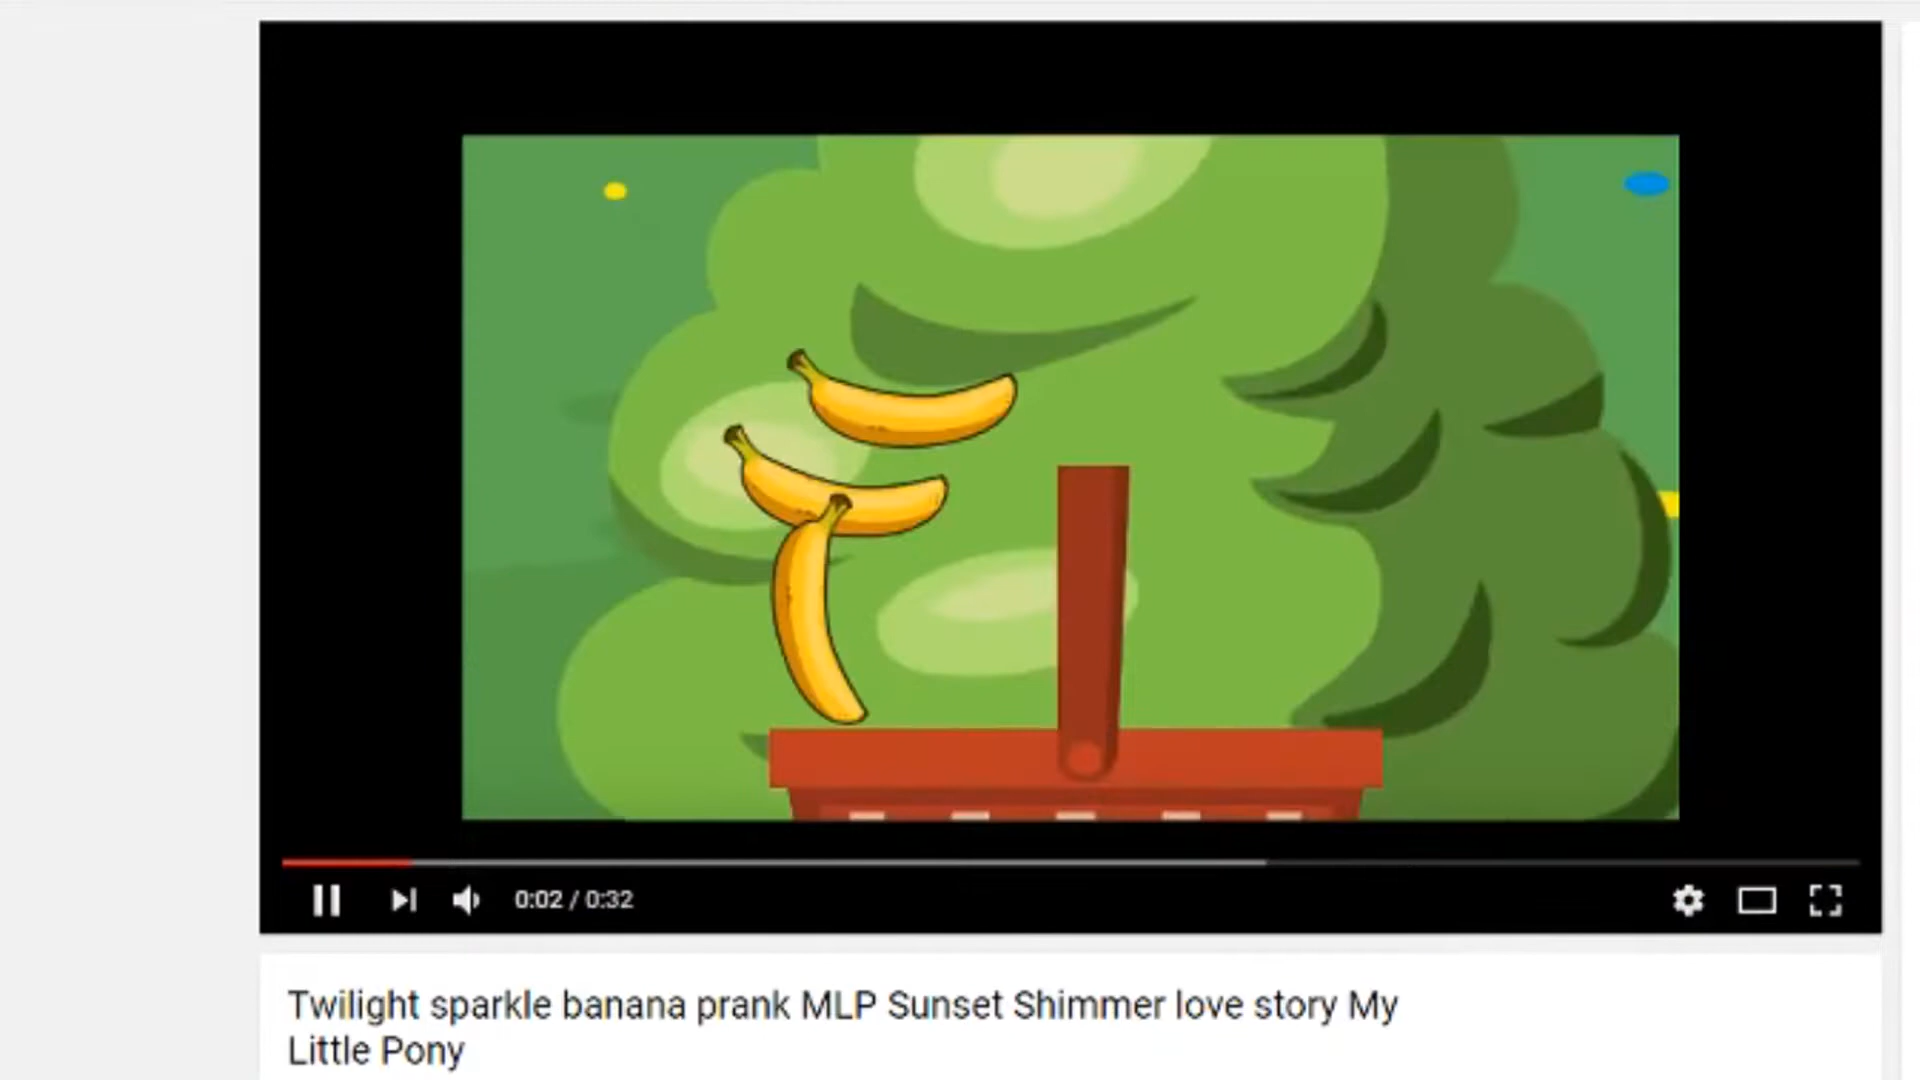 0:02 / 0:32
Twilight sparkle banana prank MLP Sunset Shimmer love story My
Little Pony